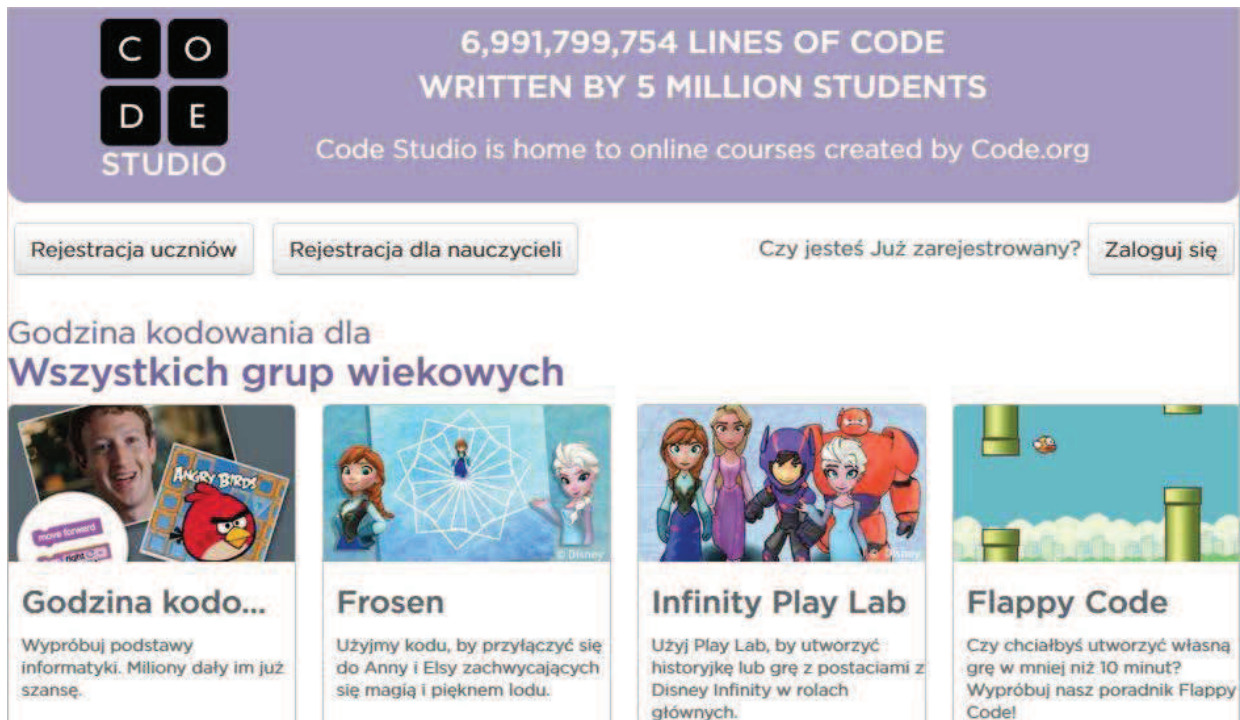 C O
D E
STUDIO
6,991,799,754 LINES OF CODE
WRITTEN BY 5 MILLION STUDENTS
Code Studio is home to online courses created by Code.org
Rejestracja uczniów
Rejestracja dla nauczycieli
Czy jesteś Już zarejestrowany?
Zaloguj się
Godzina kodowania dla
Wszystkich grup wiekowych
ANGRY BIRDS
move forward
right
© Disney
© Disney
Godzina kodo...
Wypróbuj podstawy
informatyki. Miliony dały im już
szansę.
Frosen
Użyjmy kodu, by przyłączyć się
do Anny i Elsy zachwycających
się magią i pięknem lodu.
Infinity Play Lab
Użyj Play Lab, by utworzyć
historyjkę lub grę z postaciami z
Disney Infinity w rolach
głównych.
Flappy Code
Czy chciałbyś utworzyć własną
grę w mniej niż 10 minut?
Wypróbuj nasz poradnik Flappy
Code!